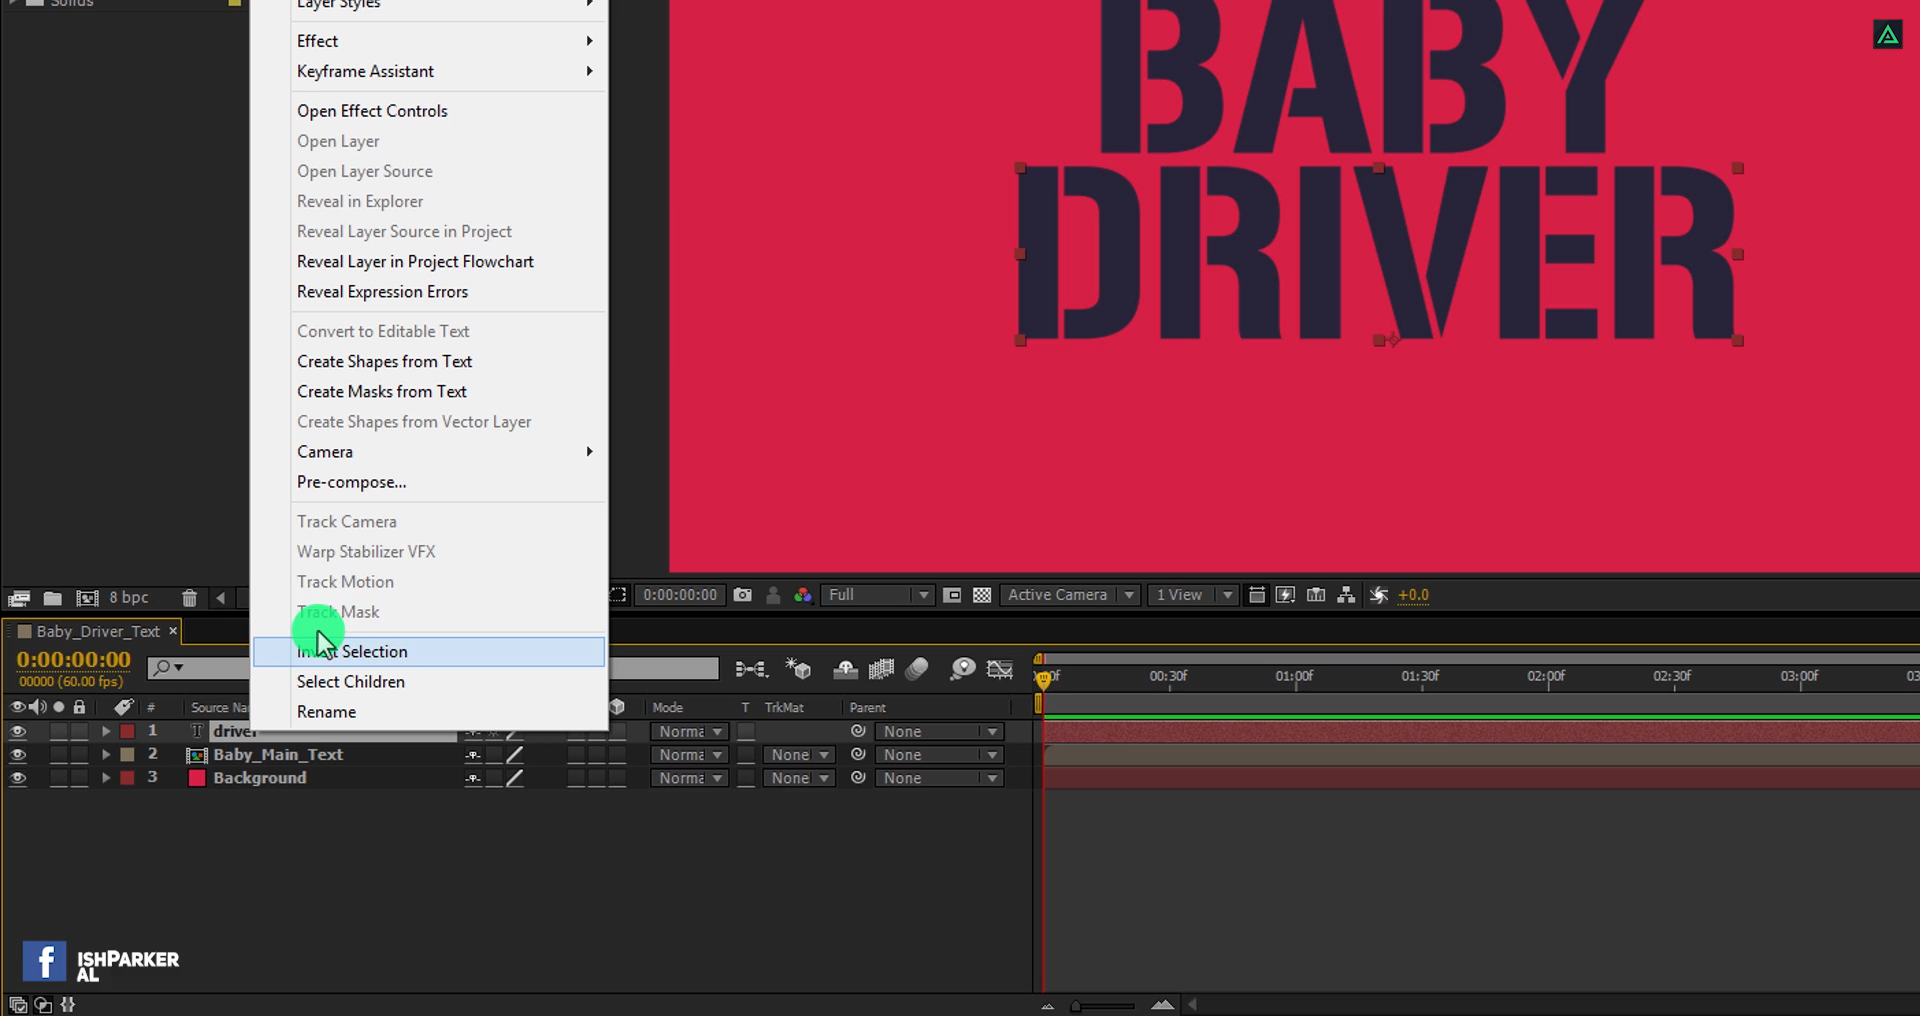 Solids
Layer Styles
Effect
Keyframe Assistant
Open Effect Controls
Open Layer
Open Layer Source
Reveal in Explorer
Reveal Layer Source in Project
Reveal Layer in Project Flowchart
Reveal Expression Errors
Convert to Editable Text
Create Shapes from Text
Create Masks from Text
Create Shapes from Vector Layer
Camera
Pre-compose...
Track Camera
Warp Stabilizer VFX
Track Motion
Track Mask
Invert Selection
Select Children
Rename
BABY
DRIVER
8 bpc
0:00:00:00 Full Active Camera 1 View +0.0
Baby_Driver_Text ×
0:00:00:00
00000 (60.00 fps)
00:30f 01:00f 01:30f 02:00f 02:30f 03:00f 03
# Source Na Mode T TrkMat Parent
1 T driver Norma None
2 Baby_Main_Text Norma None None
3 Background Norma None None
f ISHPARKER
AL